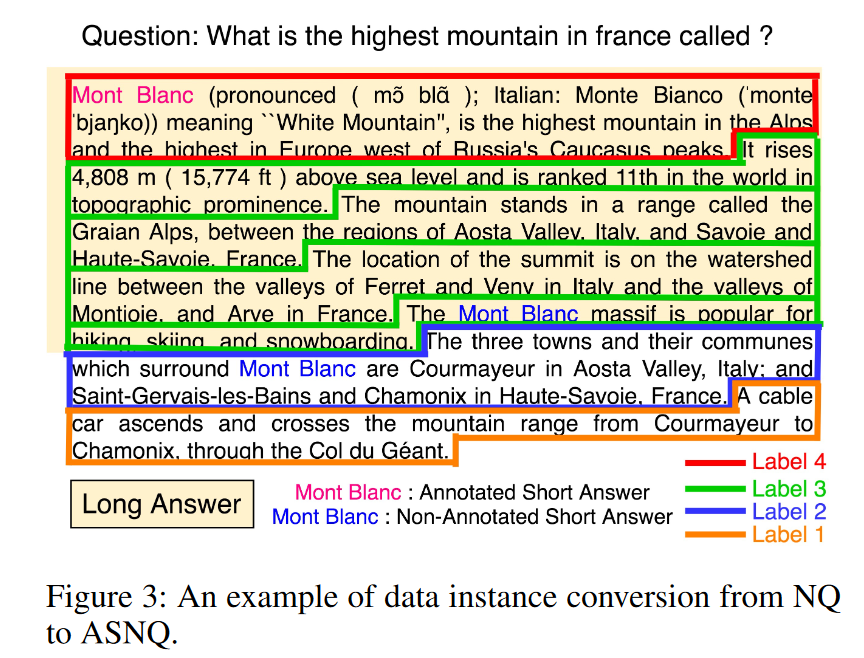 Question: What is the highest mountain in france called ?
Mont Blanc (pronounced ( mɔ̃ blɑ̃ ); Italian: Monte Bianco (ˈmonte
ˈbjaŋko)) meaning ``White Mountain", is the highest mountain in the Alps
and the highest in Europe west of Russia's Caucasus peaks. It rises
4,808 m ( 15,774 ft ) above sea level and is ranked 11th in the world in
topographic prominence. The mountain stands in a range called the
Graian Alps, between the regions of Aosta Valley, Italy, and Savoie and
Haute-Savoie, France. The location of the summit is on the watershed
line between the valleys of Ferret and Veny in Italy and the valleys of
Montjoie, and Arve in France. The Mont Blanc massif is popular for
hiking, skiing, and snowboarding. The three towns and their communes
which surround Mont Blanc are Courmayeur in Aosta Valley, Italy; and
Saint-Gervais-les-Bains and Chamonix in Haute-Savoie, France. A cable
car ascends and crosses the mountain range from Courmayeur to
Chamonix, through the Col du Géant.
Long Answer
Mont Blanc : Annotated Short Answer
Mont Blanc : Non-Annotated Short Answer
Label 4
Label 3
Label 2
Label 1
Figure 3: An example of data instance conversion from NQ
to ASNQ.